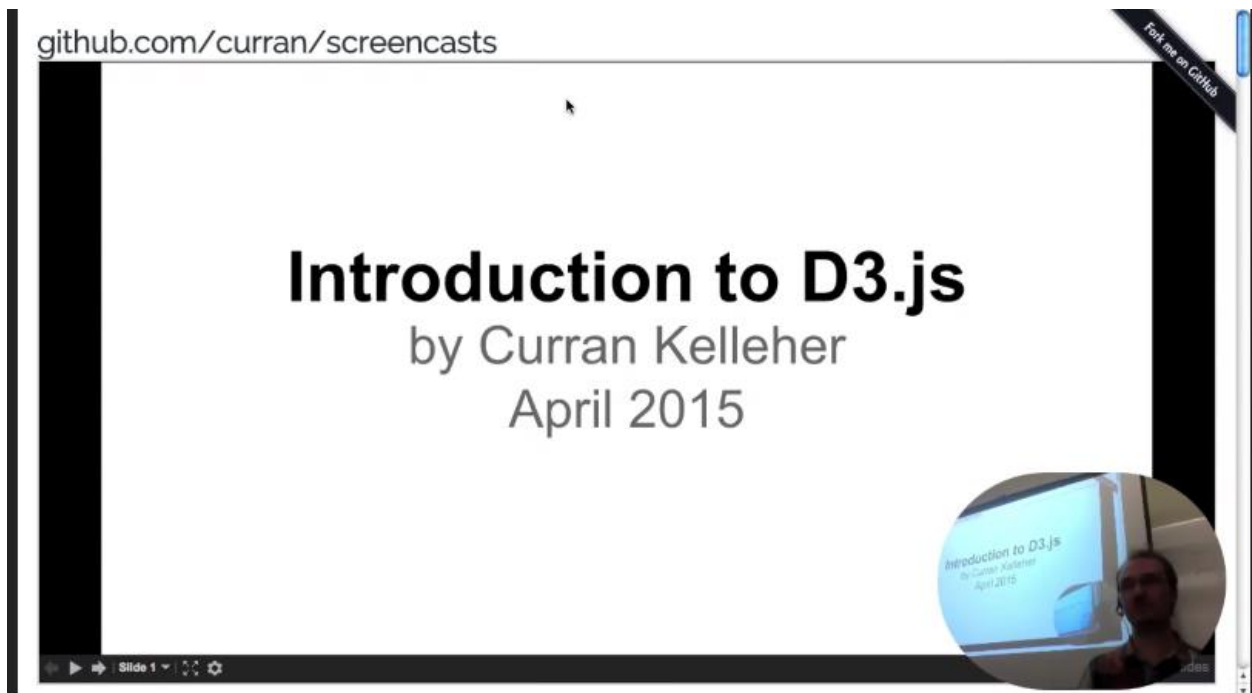 github.com/curran/screencasts
Fork me on GitHub
Introduction to D3.js
by Curran Kelleher
April 2015
Introduction to D3.js
by Curran Kelleher
April 2015
Slide 1